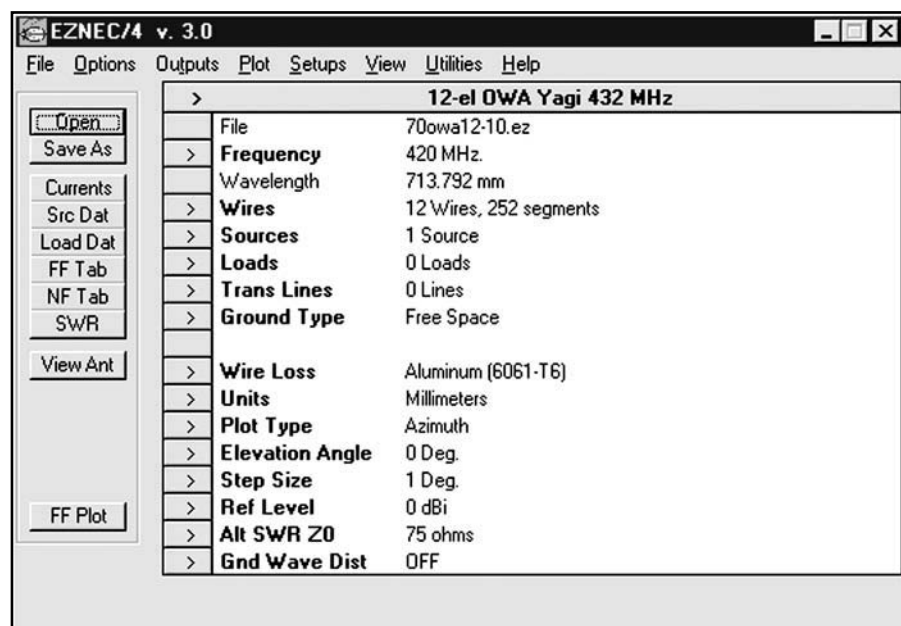 EZNEC/4 v. 3.0
File Options Outputs Plot Setups View Utilities Help
Open
Save As
Currents
Src Dat
Load Dat
FF Tab
NF Tab
SWR
View Ant
FF Plot
> 12-el OWA Yagi 432 MHz
File 70owa12-10.ez
> Frequency 420 MHz.
Wavelength 713.792 mm
> Wires 12 Wires, 252 segments
> Sources 1 Source
> Loads 0 Loads
> Trans Lines 0 Lines
> Ground Type Free Space
> Wire Loss Aluminum (6061-T6)
> Units Millimeters
> Plot Type Azimuth
> Elevation Angle 0 Deg.
> Step Size 1 Deg.
> Ref Level 0 dBi
> Alt SWR Z0 75 ohms
> Gnd Wave Dist OFF